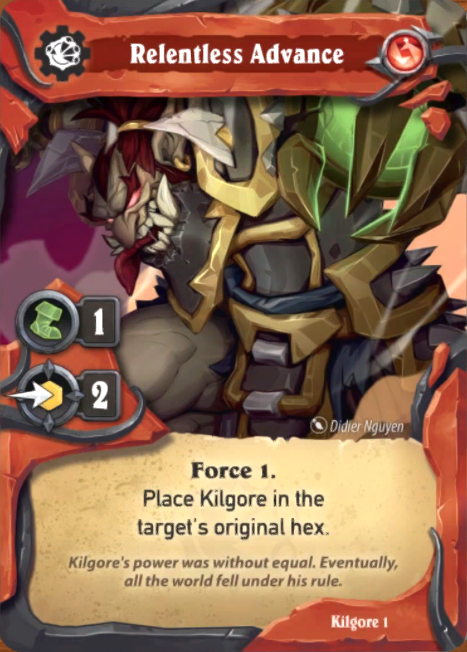 Relentless Advance
1
2
Didier Nguyen
Force 1.
Place Kilgore in the
target's original hex.
Kilgore's power was without equal. Eventually,
all the world fell under his rule.
Kilgore 1